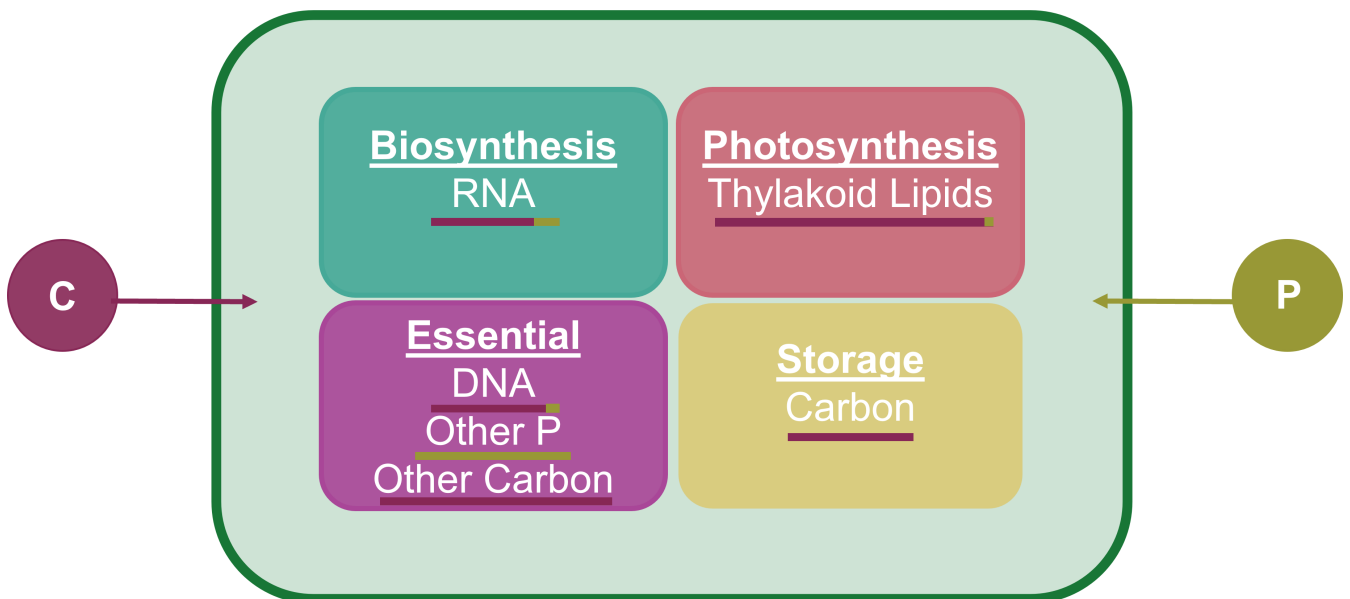 Biosynthesis
RNA
Photosynthesis
Thylakoid Lipids
C
P
Essential
DNA
Other P
Other Carbon
Storage
Carbon